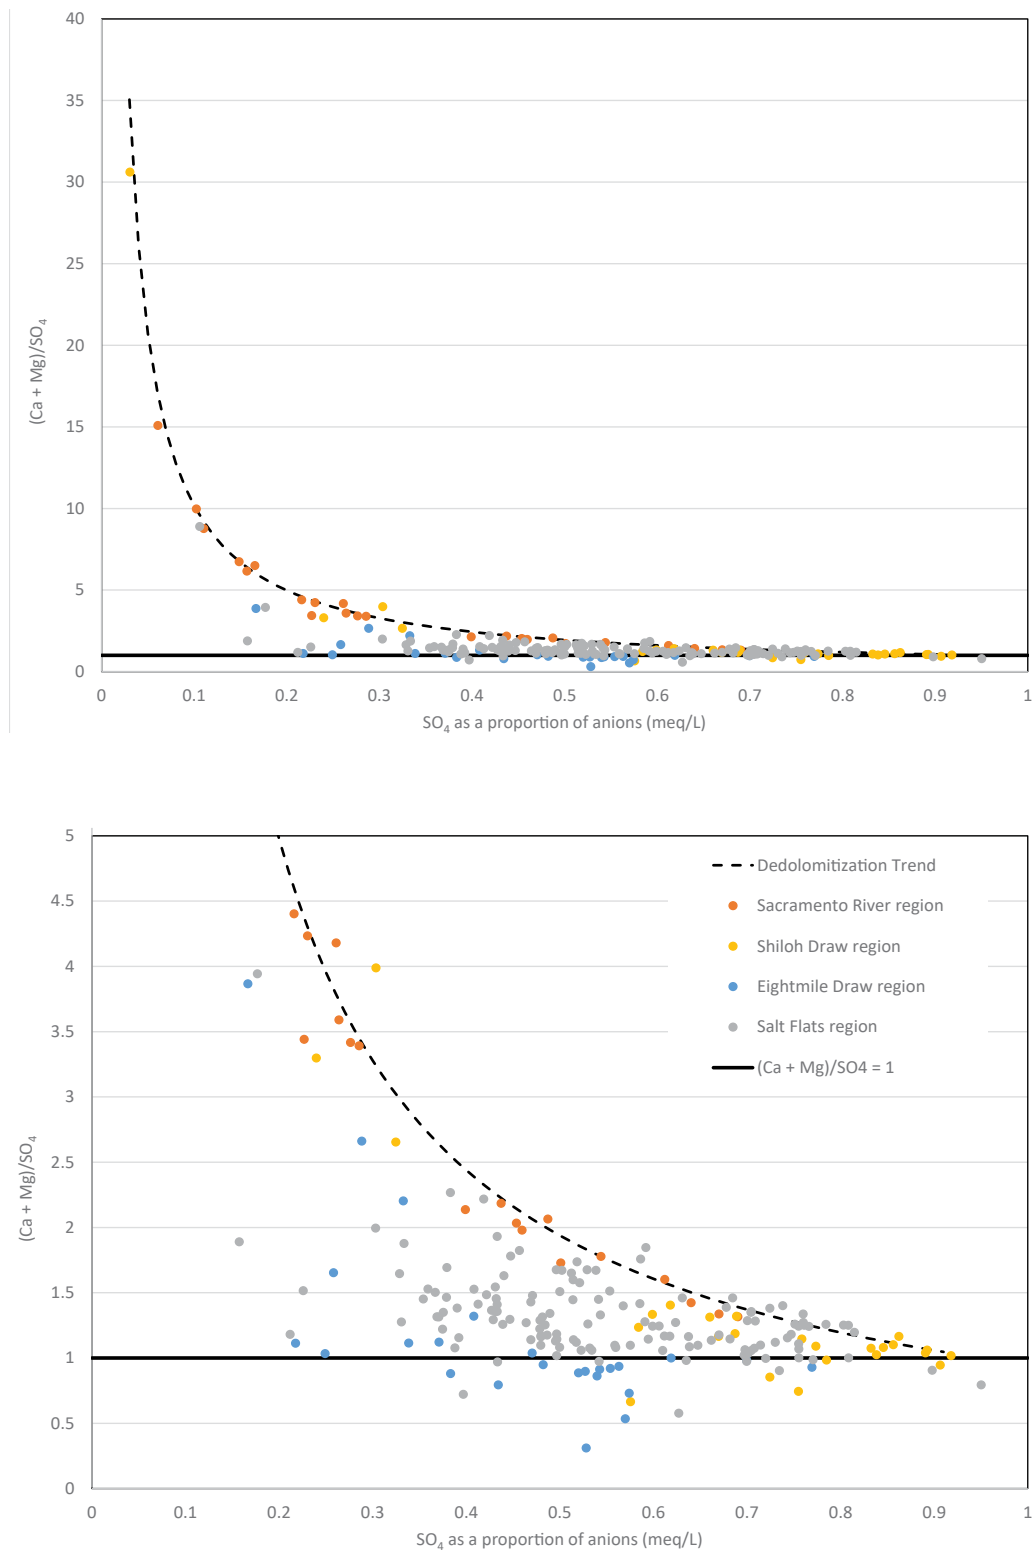 40
35
30
25
20
15
10
5
0
(Ca + Mg)/SO₄
0 0.1 0.2 0.3 0.4 0.5 0.6 0.7 0.8 0.9 1
SO₄ as a proportion of anions (meq/L)
5
4.5
4
3.5
3
2.5
2
1.5
1
0.5
0
(Ca + Mg)/SO₄
Dedolomitization Trend
Sacramento River region
Shiloh Draw region
Eightmile Draw region
Salt Flats region
(Ca + Mg)/SO4 = 1
0 0.1 0.2 0.3 0.4 0.5 0.6 0.7 0.8 0.9 1
SO₄ as a proportion of anions (meq/L)